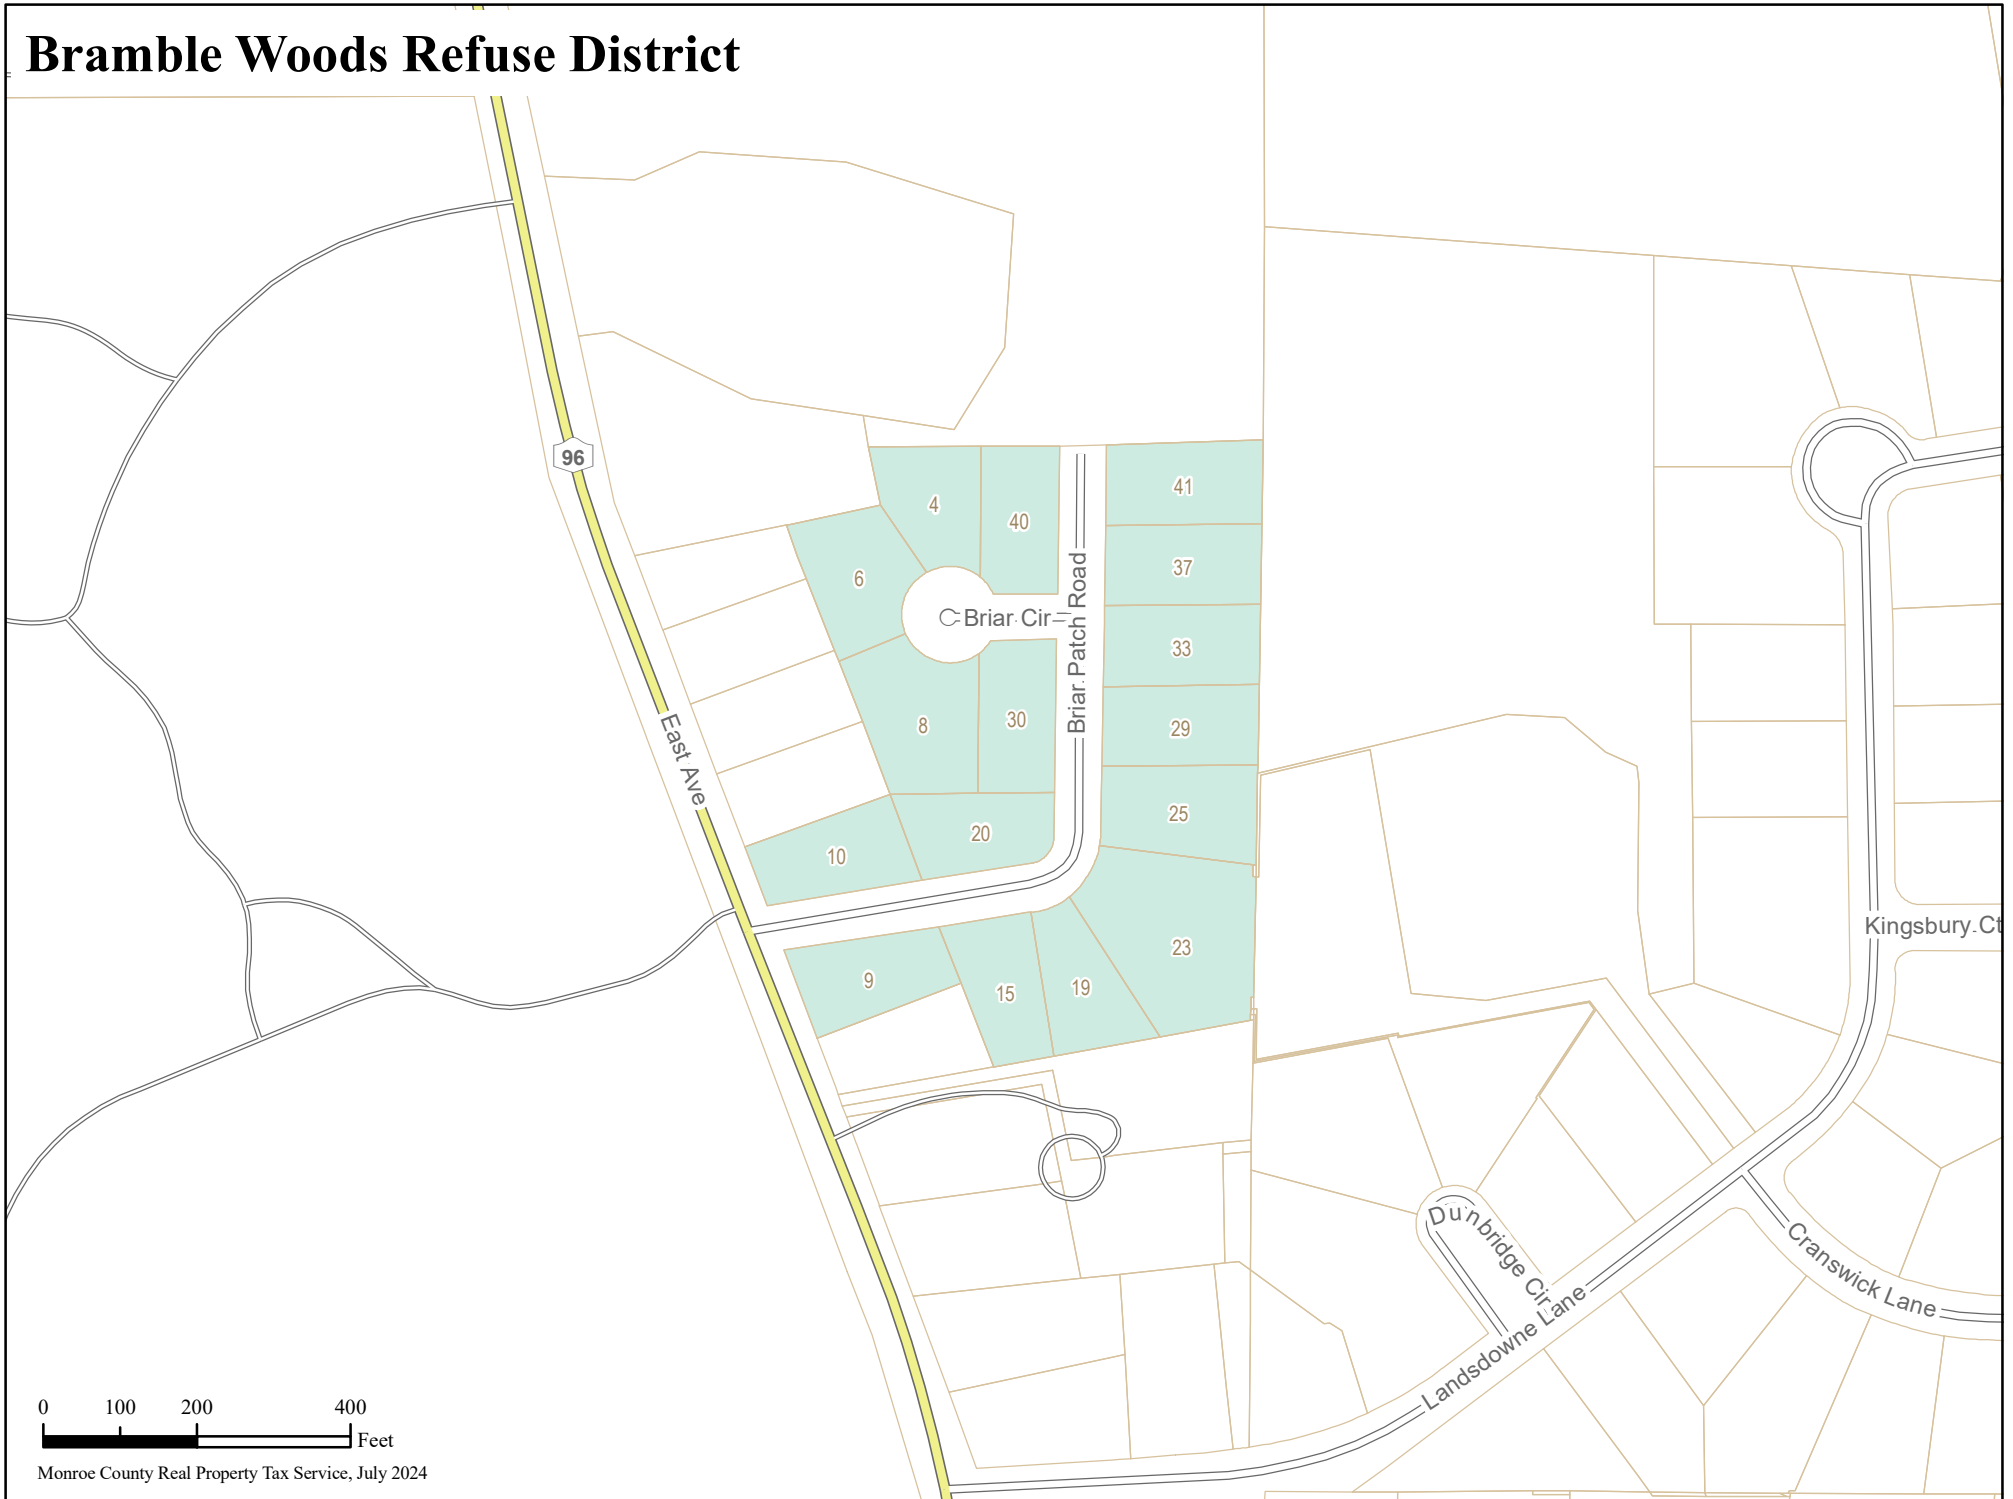 Bramble Woods Refuse District
96
4
40
41
6
37
Briar Cir
Briar Patch Road
33
8
30
29
East Ave
25
20
10
23
9
15
19
Kingsbury Ct
Dunbridge Cir
Cranswick Lane
Landsdowne Lane
0 100 200 400
Feet
Monroe County Real Property Tax Service, July 2024